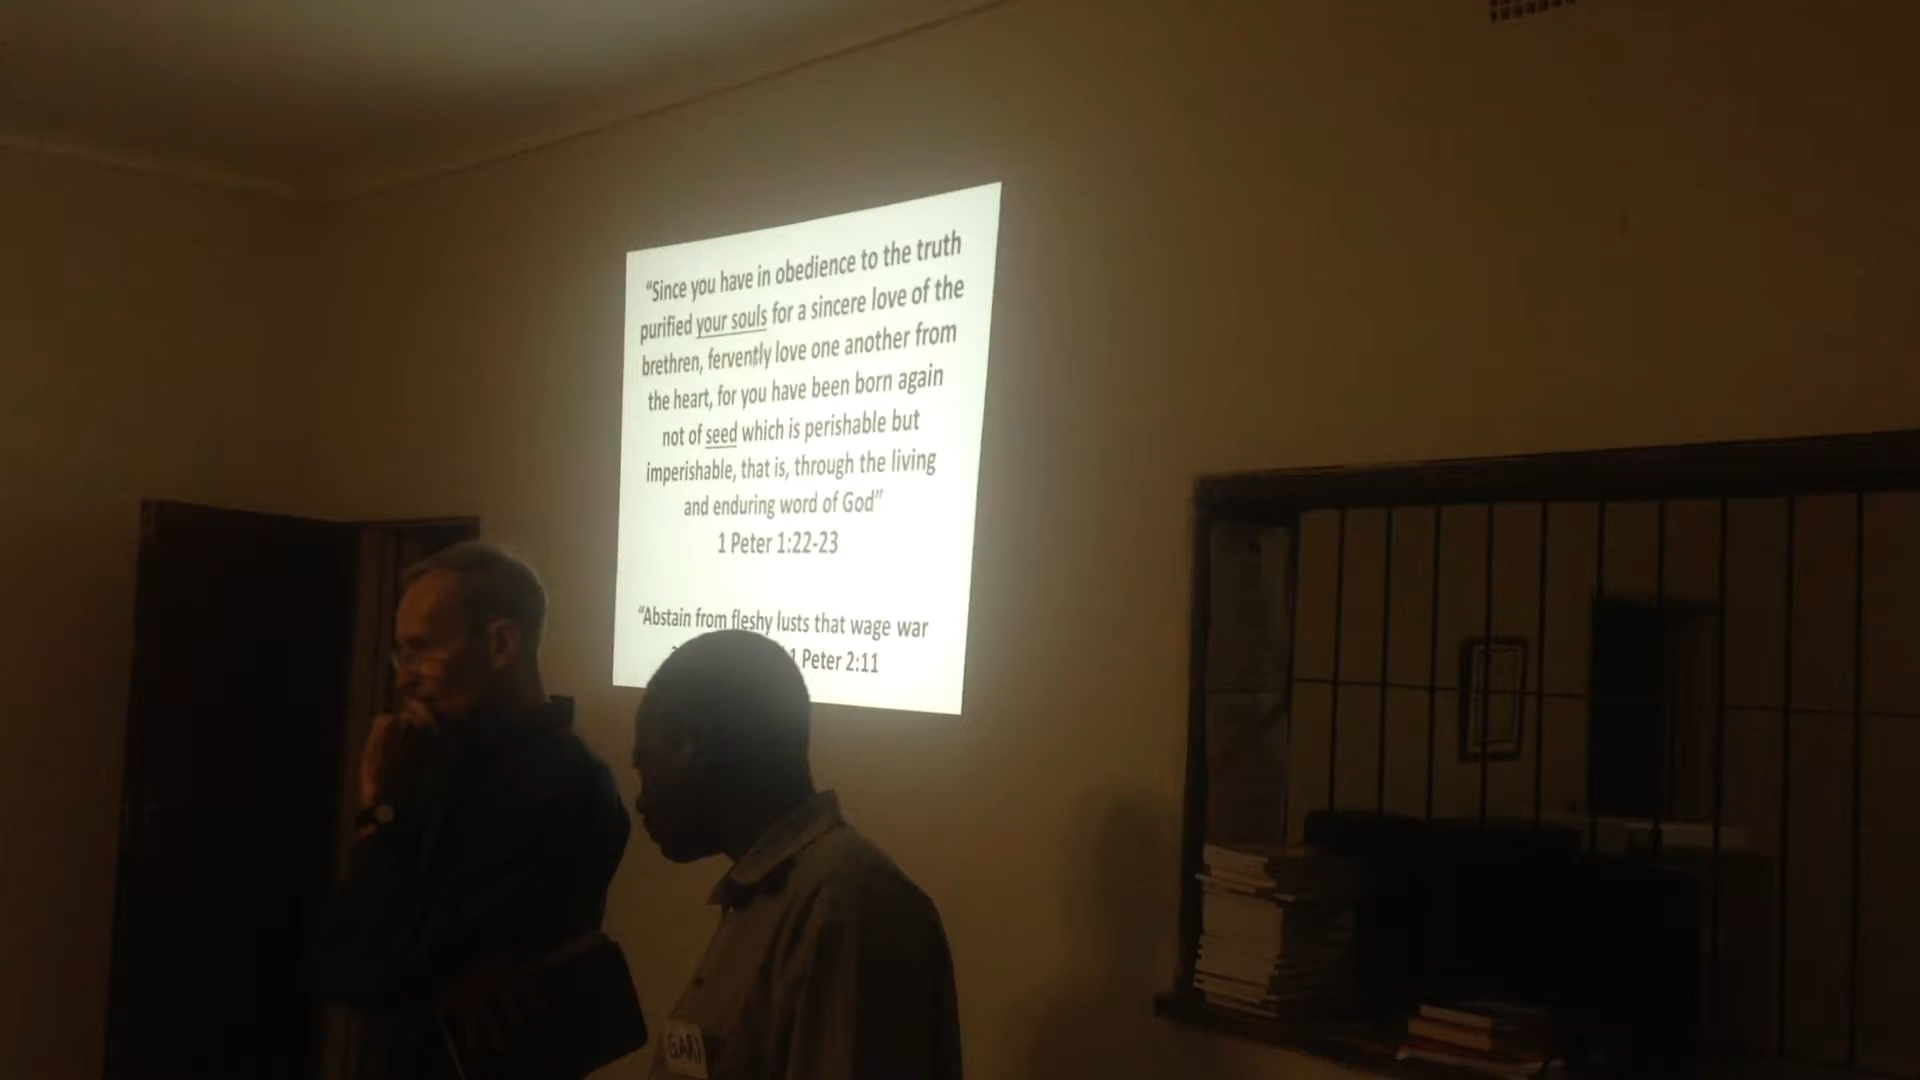 “Since you have in obedience to the truth
purified your souls for a sincere love of the
brethren, fervently love one another from
the heart, for you have been born again
not of seed which is perishable but
imperishable, that is, through the living
and enduring word of God”
1 Peter 1:22-23
“Abstain from fleshy lusts that wage war
1 Peter 2:11